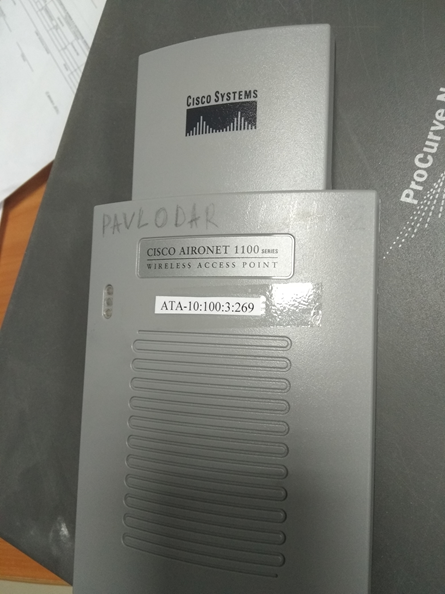 CISCO SYSTEMS
PAVLODAR
CISCO AIRONET 1100 SERIES
WIRELESS ACCESS POINT
ATA-10:100:3:269
ProCurve N